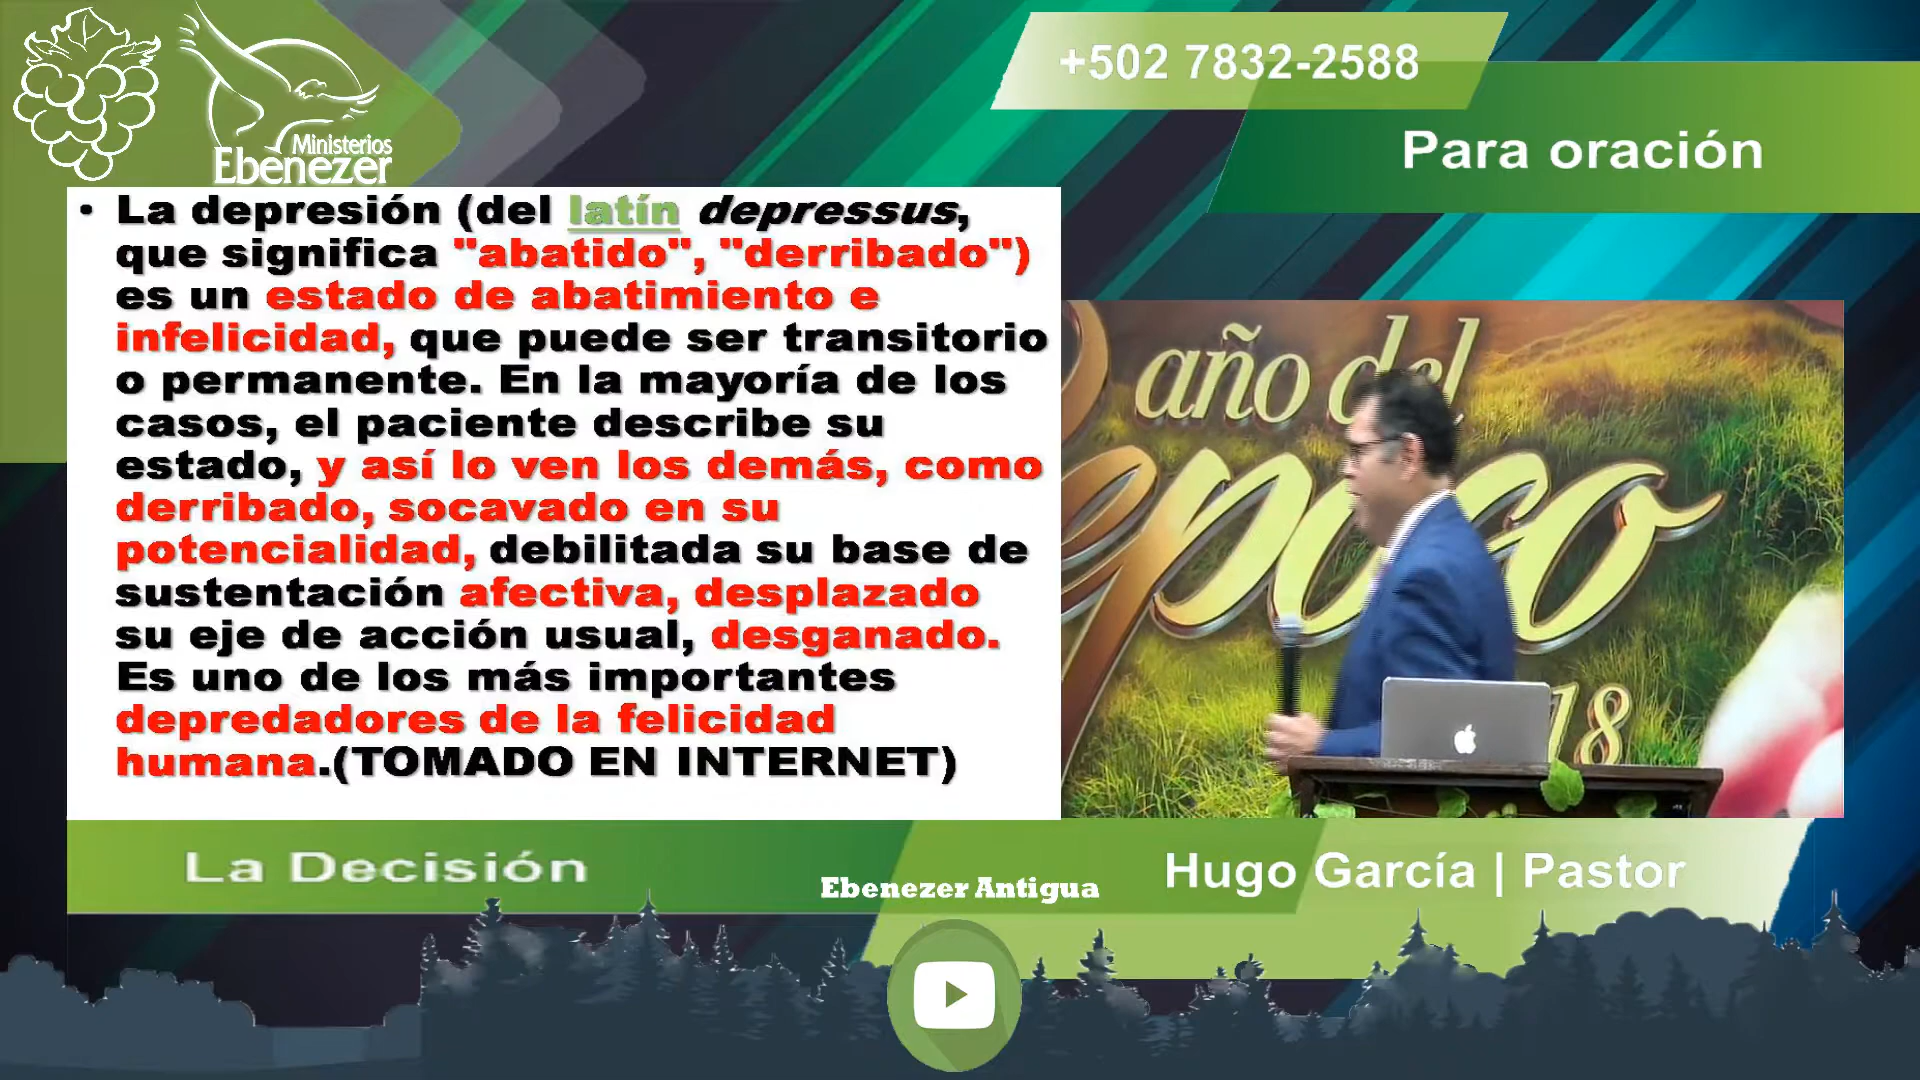 Ministerios
Ebenezer
+502 7832-2588
Para oración
• La depresión (del latín depressus,
que significa "abatido", "derribado")
es un estado de abatimiento e
infelicidad, que puede ser transitorio
o permanente. En la mayoría de los
casos, el paciente describe su
estado, y así lo ven los demás, como
derribado, socavado en su
potencialidad, debilitada su base de
sustentación afectiva, desplazado
su eje de acción usual, desganado.
Es uno de los más importantes
depredadores de la felicidad
humana.(TOMADO EN INTERNET)
año del
18
La Decisión
Ebenezer Antigua
Hugo García | Pastor